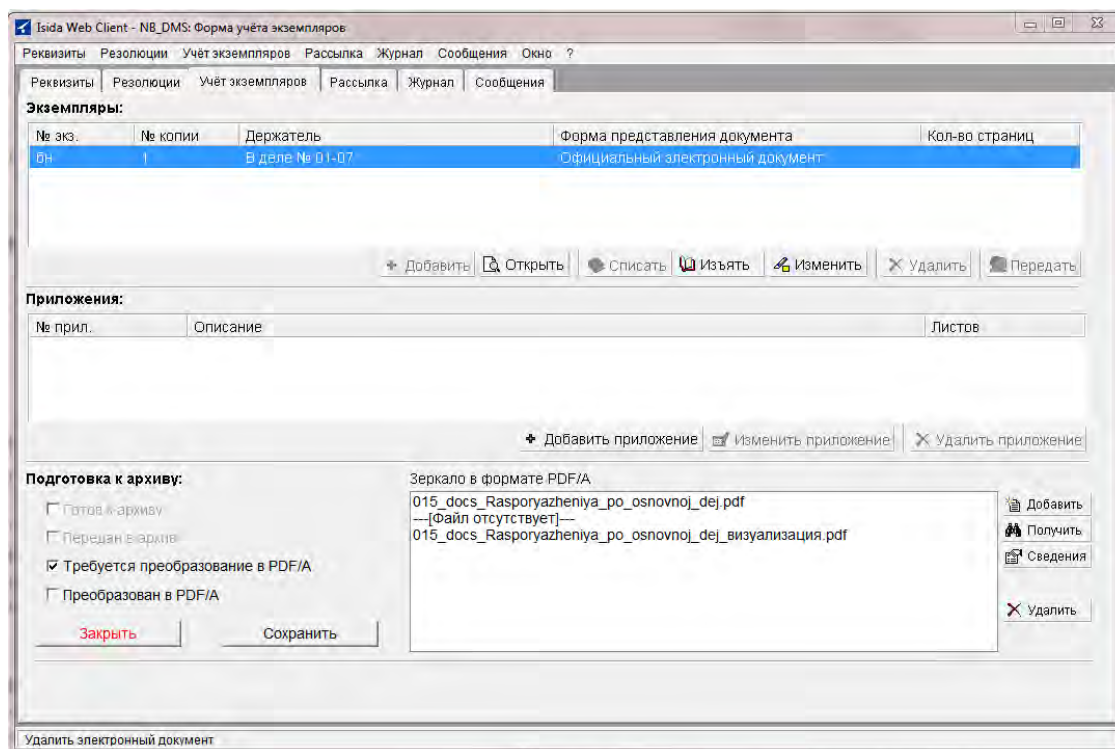 Isida Web Client - NB_DMS: Форма учёта экземпляров
Реквизиты Резолюции Учёт экземпляров Рассылка Журнал Сообщения Окно ?
Реквизиты Резолюции Учёт экземпляров Рассылка Журнал Сообщения
Экземпляры:
№ экз. № копии Держатель Форма представления документа Кол-во страниц
бн 1 В деле № 01-07 Официальный электронный документ
Добавить Открыть Списать Изъять Изменить Удалить Передать
Приложения:
№ прил. Описание Листов
Добавить приложение Изменить приложение Удалить приложение
Подготовка к архиву:
Готов к архиву
Передан в архив
Требуется преобразование в PDF/A
Преобразован в PDF/A
Закрыть Сохранить
Зеркало в формате PDF/A
015_docs_Rasporyazheniya_po_osnovnoj_dej.pdf
---[Файл отсутствует]---
015_docs_Rasporyazheniya_po_osnovnoj_dej_визуализация.pdf
Добавить
Получить
Сведения
Удалить
Удалить электронный документ